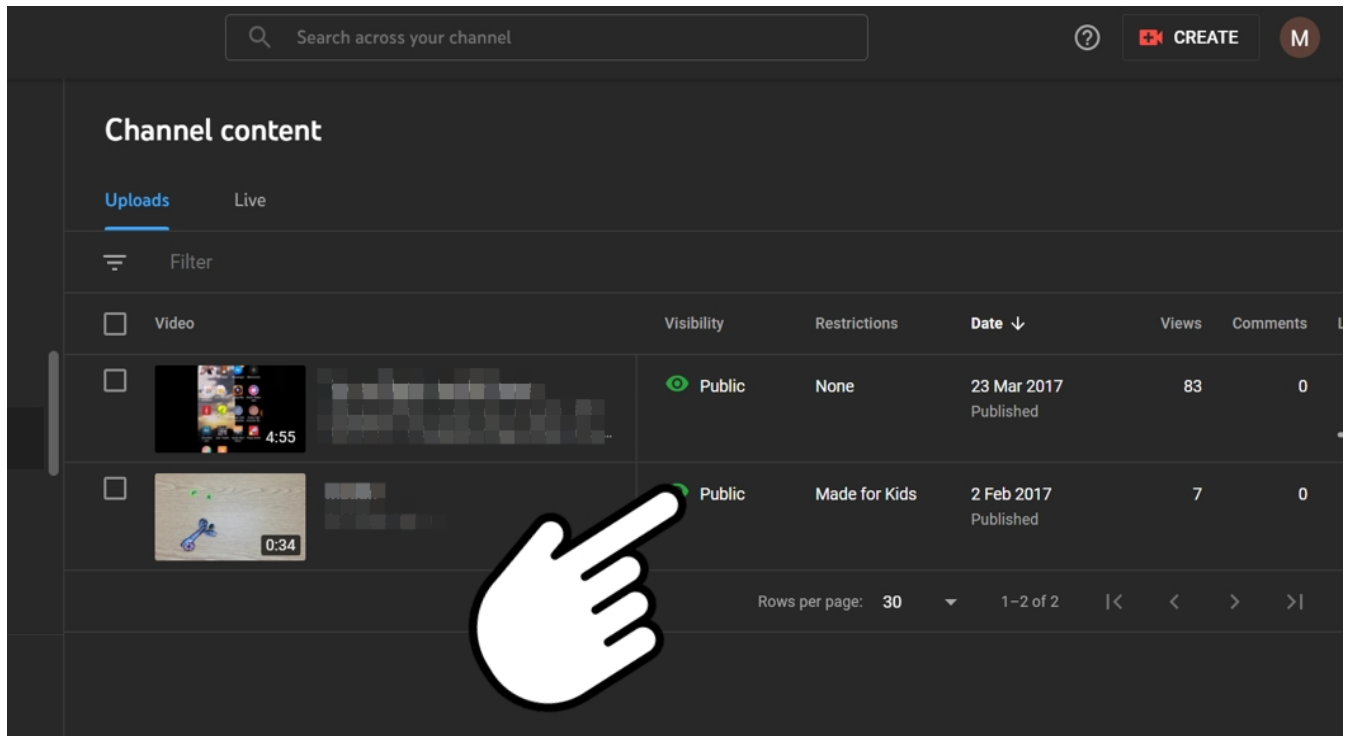 Search across your channel
CREATE
M
Channel content
Uploads Live
Filter
Video Visibility Restrictions Date Views Comments
4:55 Public None 23 Mar 2017 83 0
Published
0:34 Public Made for Kids 2 Feb 2017 7 0
Published
Rows per page: 30 1–2 of 2